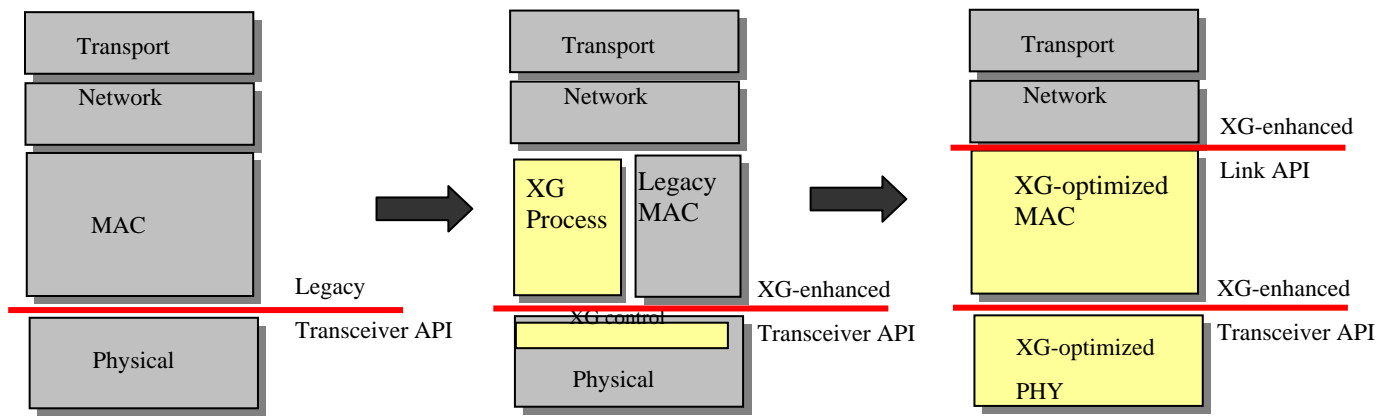 Transport
Network
MAC
Legacy
Transceiver API
Physical
Transport
Network
XG
Process
Legacy
MAC
XG-enhanced
XG control
Transceiver API
Physical
Transport
Network
XG-enhanced
Link API
XG-optimized
MAC
XG-enhanced
Transceiver API
XG-optimized
PHY